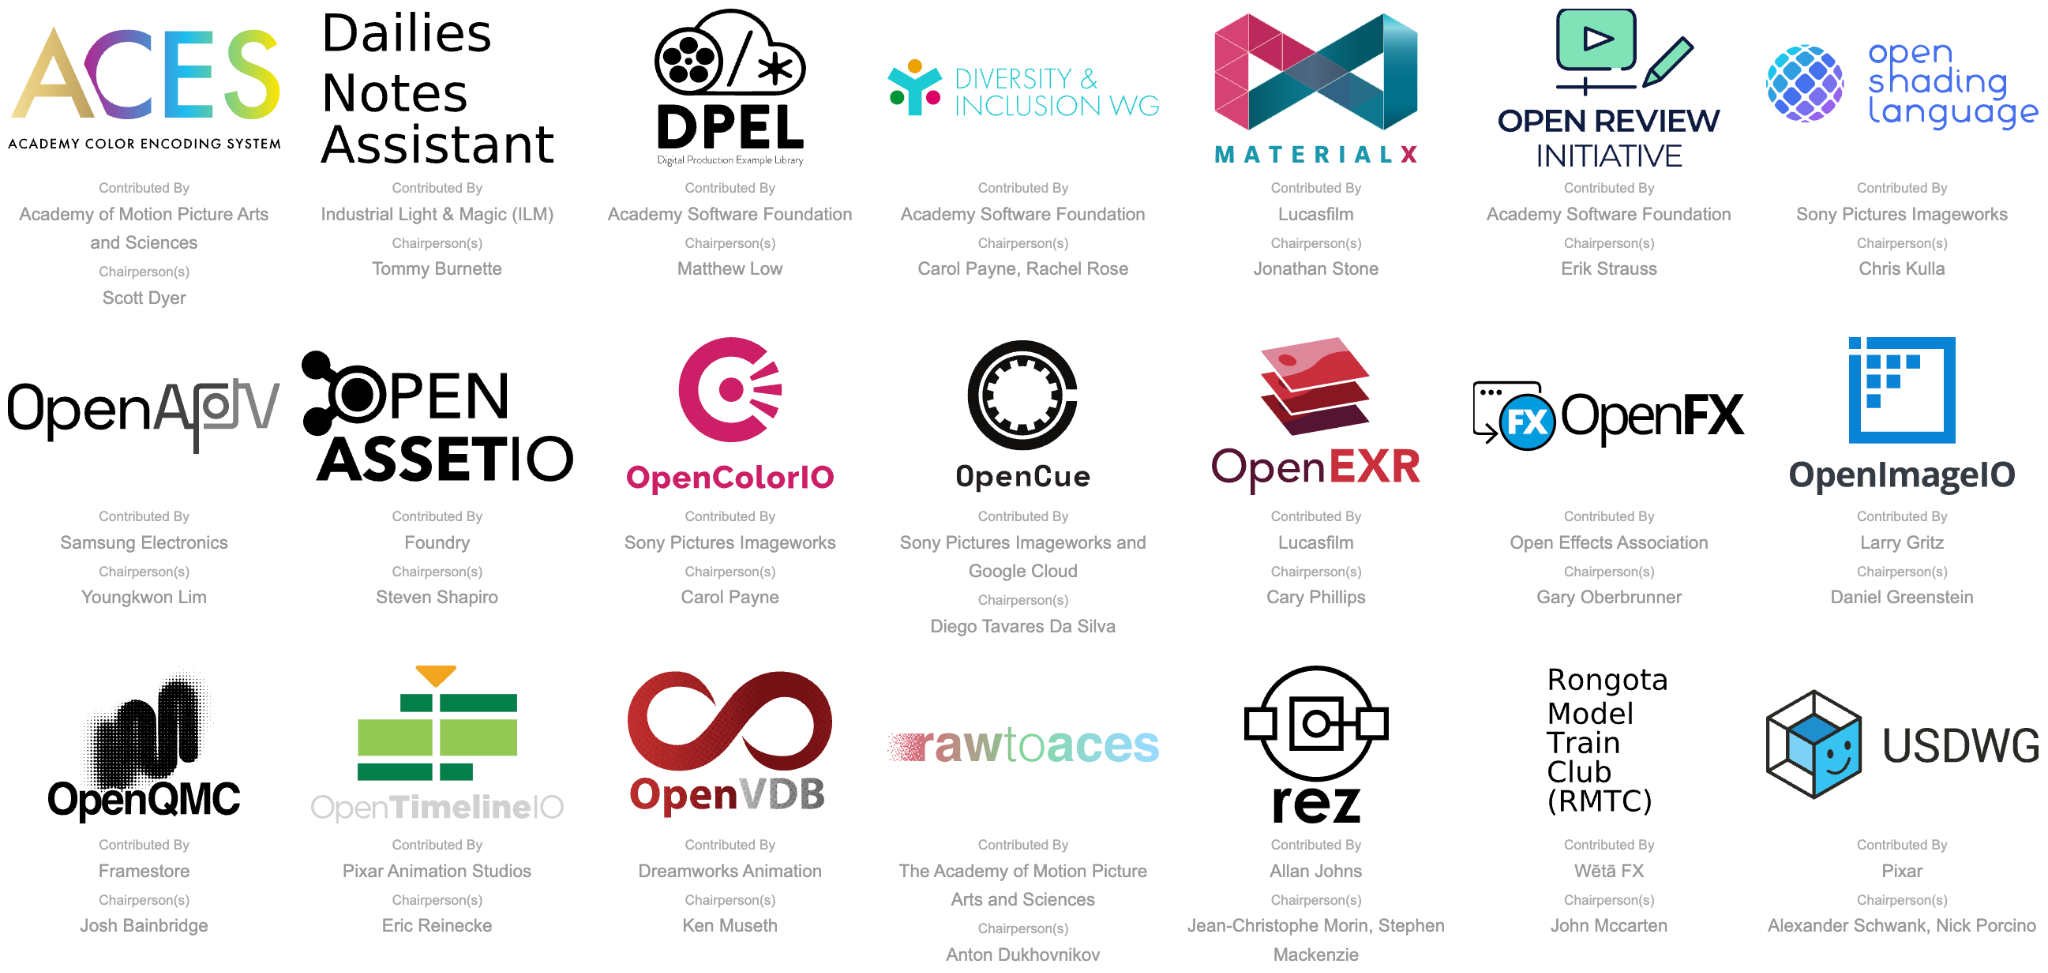 ACES
ACADEMY COLOR ENCODING SYSTEM
Contributed By
Academy of Motion Picture Arts
and Sciences
Chairperson(s)
Scott Dyer
Dailies
Notes
Assistant
Contributed By
Industrial Light & Magic (ILM)
Chairperson(s)
Tommy Burnette
DPEL
Digital Production Example Library
Contributed By
Academy Software Foundation
Chairperson(s)
Matthew Low
DIVERSITY &
INCLUSION WG
Contributed By
Academy Software Foundation
Chairperson(s)
Carol Payne, Rachel Rose
MATERIALX
Contributed By
Lucasfilm
Chairperson(s)
Jonathan Stone
OPEN REVIEW
INITIATIVE
Contributed By
Academy Software Foundation
Chairperson(s)
Erik Strauss
open
shading
language
Contributed By
Sony Pictures Imageworks
Chairperson(s)
Chris Kulla
OpenApV
Contributed By
Samsung Electronics
Chairperson(s)
Youngkwon Lim
OPEN
ASSETIO
Contributed By
Foundry
Chairperson(s)
Steven Shapiro
OpenColorIO
Contributed By
Sony Pictures Imageworks
Chairperson(s)
Carol Payne
OpenCue
Contributed By
Sony Pictures Imageworks and
Google Cloud
Chairperson(s)
Diego Tavares Da Silva
OpenEXR
Contributed By
Lucasfilm
Chairperson(s)
Cary Phillips
FX OpenFX
Contributed By
Open Effects Association
Chairperson(s)
Gary Oberbrunner
OpenImageIO
Contributed By
Larry Gritz
Chairperson(s)
Daniel Greenstein
OpenQMC
Contributed By
Framestore
Chairperson(s)
Josh Bainbridge
OpenTimelineIO
Contributed By
Pixar Animation Studios
Chairperson(s)
Eric Reinecke
OpenVDB
Contributed By
Dreamworks Animation
Chairperson(s)
Ken Museth
rawtoaces
Contributed By
The Academy of Motion Picture
Arts and Sciences
Chairperson(s)
Anton Dukhovnikov
rez
Contributed By
Allan Johns
Chairperson(s)
Jean-Christophe Morin, Stephen
Mackenzie
Rongota
Model
Train
Club
(RMTC)
Contributed By
Wētā FX
Chairperson(s)
John Mccarten
USDWG
Contributed By
Pixar
Chairperson(s)
Alexander Schwank, Nick Porcino